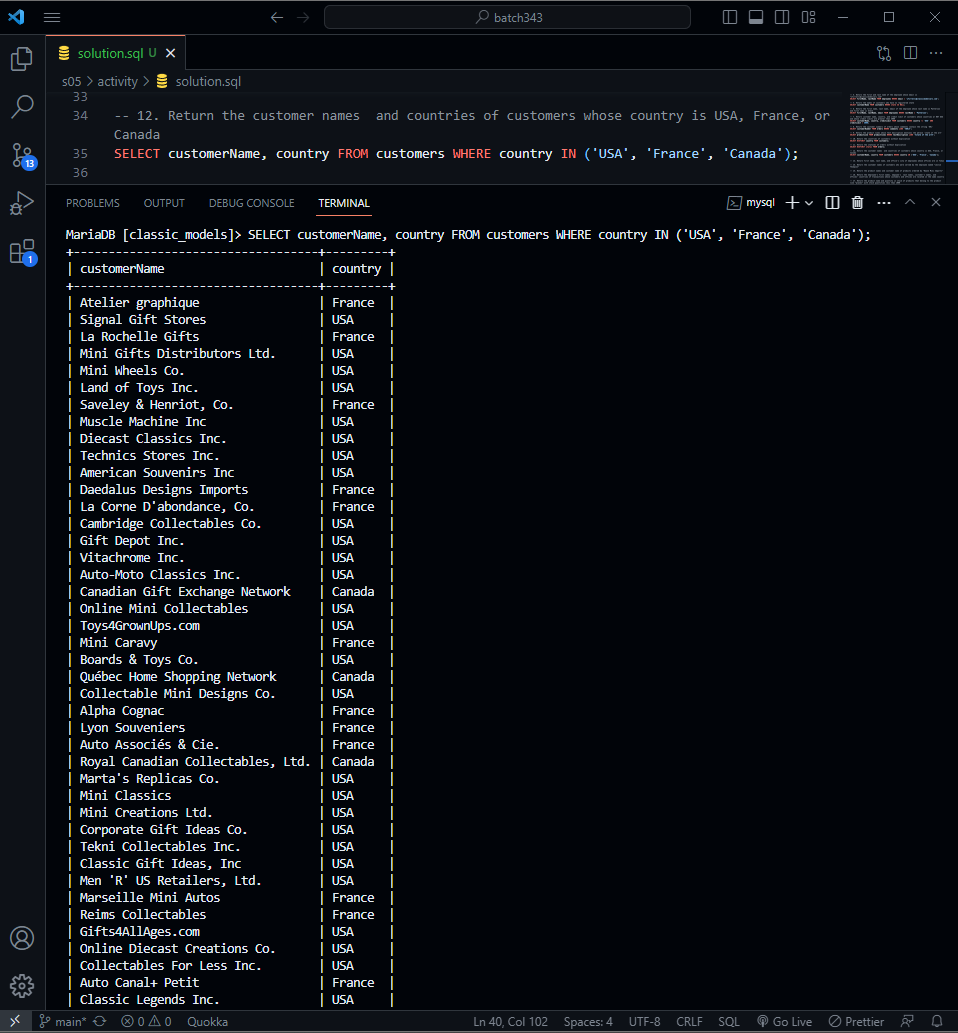 batch343
solution.sql U
s05 > activity > solution.sql
33
34 -- 12. Return the customer names  and countries of customers whose country is USA, France, or
Canada
35 SELECT customerName, country FROM customers WHERE country IN ('USA', 'France', 'Canada');
36
13
1
PROBLEMS OUTPUT DEBUG CONSOLE TERMINAL mysql
MariaDB [classic_models]> SELECT customerName, country FROM customers WHERE country IN ('USA', 'France', 'Canada');
+----------------------------------+---------+
| customerName | country |
+----------------------------------+---------+
| Atelier graphique | France |
| Signal Gift Stores | USA |
| La Rochelle Gifts | France |
| Mini Gifts Distributors Ltd. | USA |
| Mini Wheels Co. | USA |
| Land of Toys Inc. | USA |
| Saveley & Henriot, Co. | France |
| Muscle Machine Inc | USA |
| Diecast Classics Inc. | USA |
| Technics Stores Inc. | USA |
| American Souvenirs Inc | USA |
| Daedalus Designs Imports | France |
| La Corne D'abondance, Co. | France |
| Cambridge Collectables Co. | USA |
| Gift Depot Inc. | USA |
| Vitachrome Inc. | USA |
| Auto-Moto Classics Inc. | USA |
| Canadian Gift Exchange Network | Canada |
| Online Mini Collectables | USA |
| Toys4GrownUps.com | USA |
| Mini Caravy | France |
| Boards & Toys Co. | USA |
| Québec Home Shopping Network | Canada |
| Collectable Mini Designs Co. | USA |
| Alpha Cognac | France |
| Lyon Souveniers | France |
| Auto Associés & Cie. | France |
| Royal Canadian Collectables, Ltd. | Canada |
| Marta's Replicas Co. | USA |
| Mini Classics | USA |
| Mini Creations Ltd. | USA |
| Corporate Gift Ideas Co. | USA |
| Tekni Collectables Inc. | USA |
| Classic Gift Ideas, Inc | USA |
| Men 'R' US Retailers, Ltd. | USA |
| Marseille Mini Autos | France |
| Reims Collectables | France |
| Gifts4AllAges.com | USA |
| Online Diecast Creations Co. | USA |
| Collectables For Less Inc. | USA |
| Auto Canal+ Petit | France |
| Classic Legends Inc. | USA |
main* 0 0 Quokka Ln 40, Col 102 Spaces: 4 UTF-8 CRLF SQL Go Live Prettier